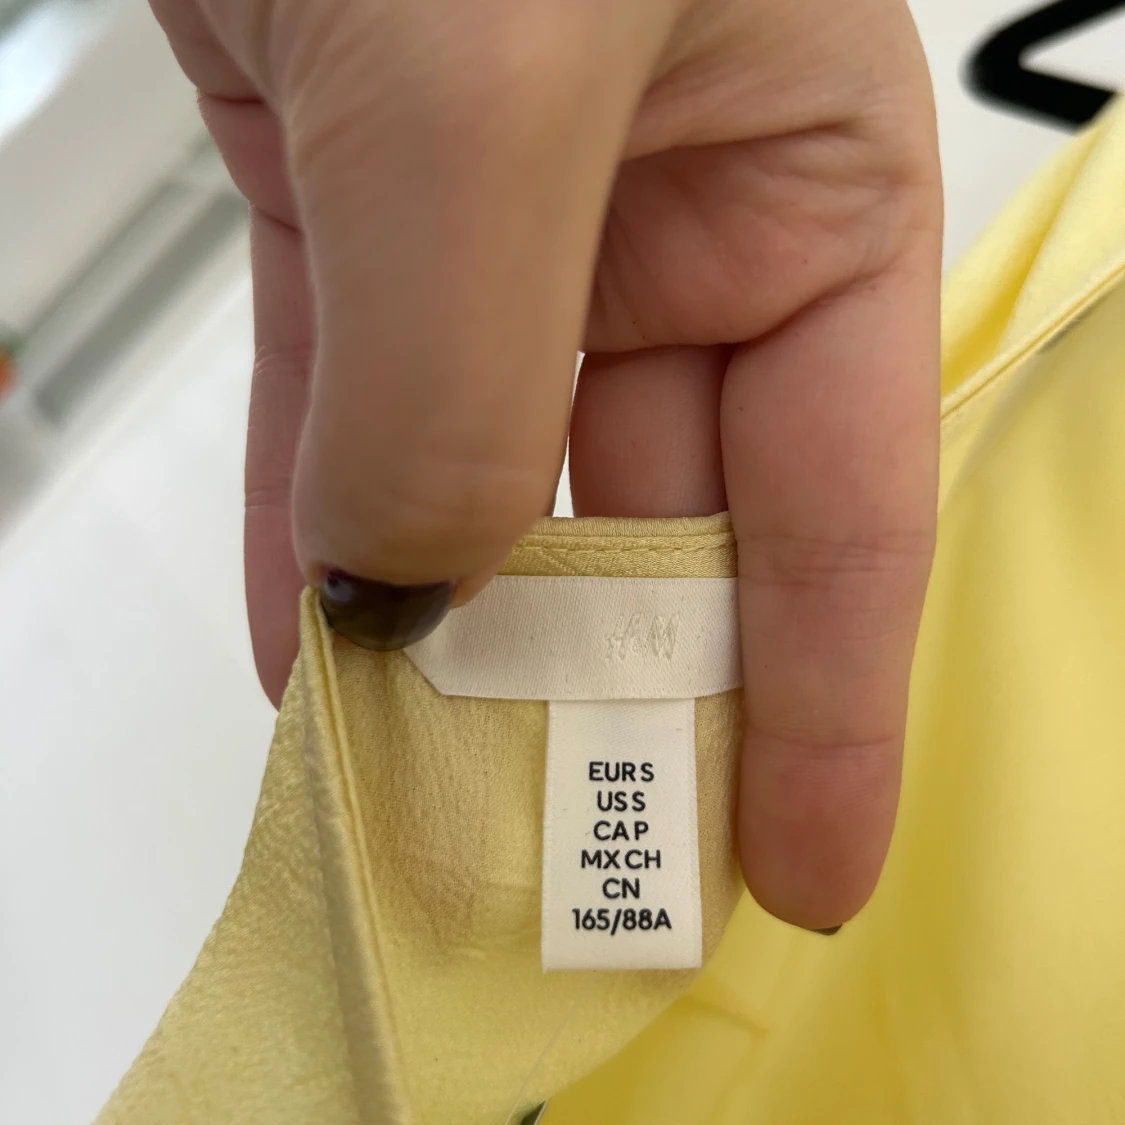 H&M
EUR S
US S
CA P
MX CH
CN
165/88A